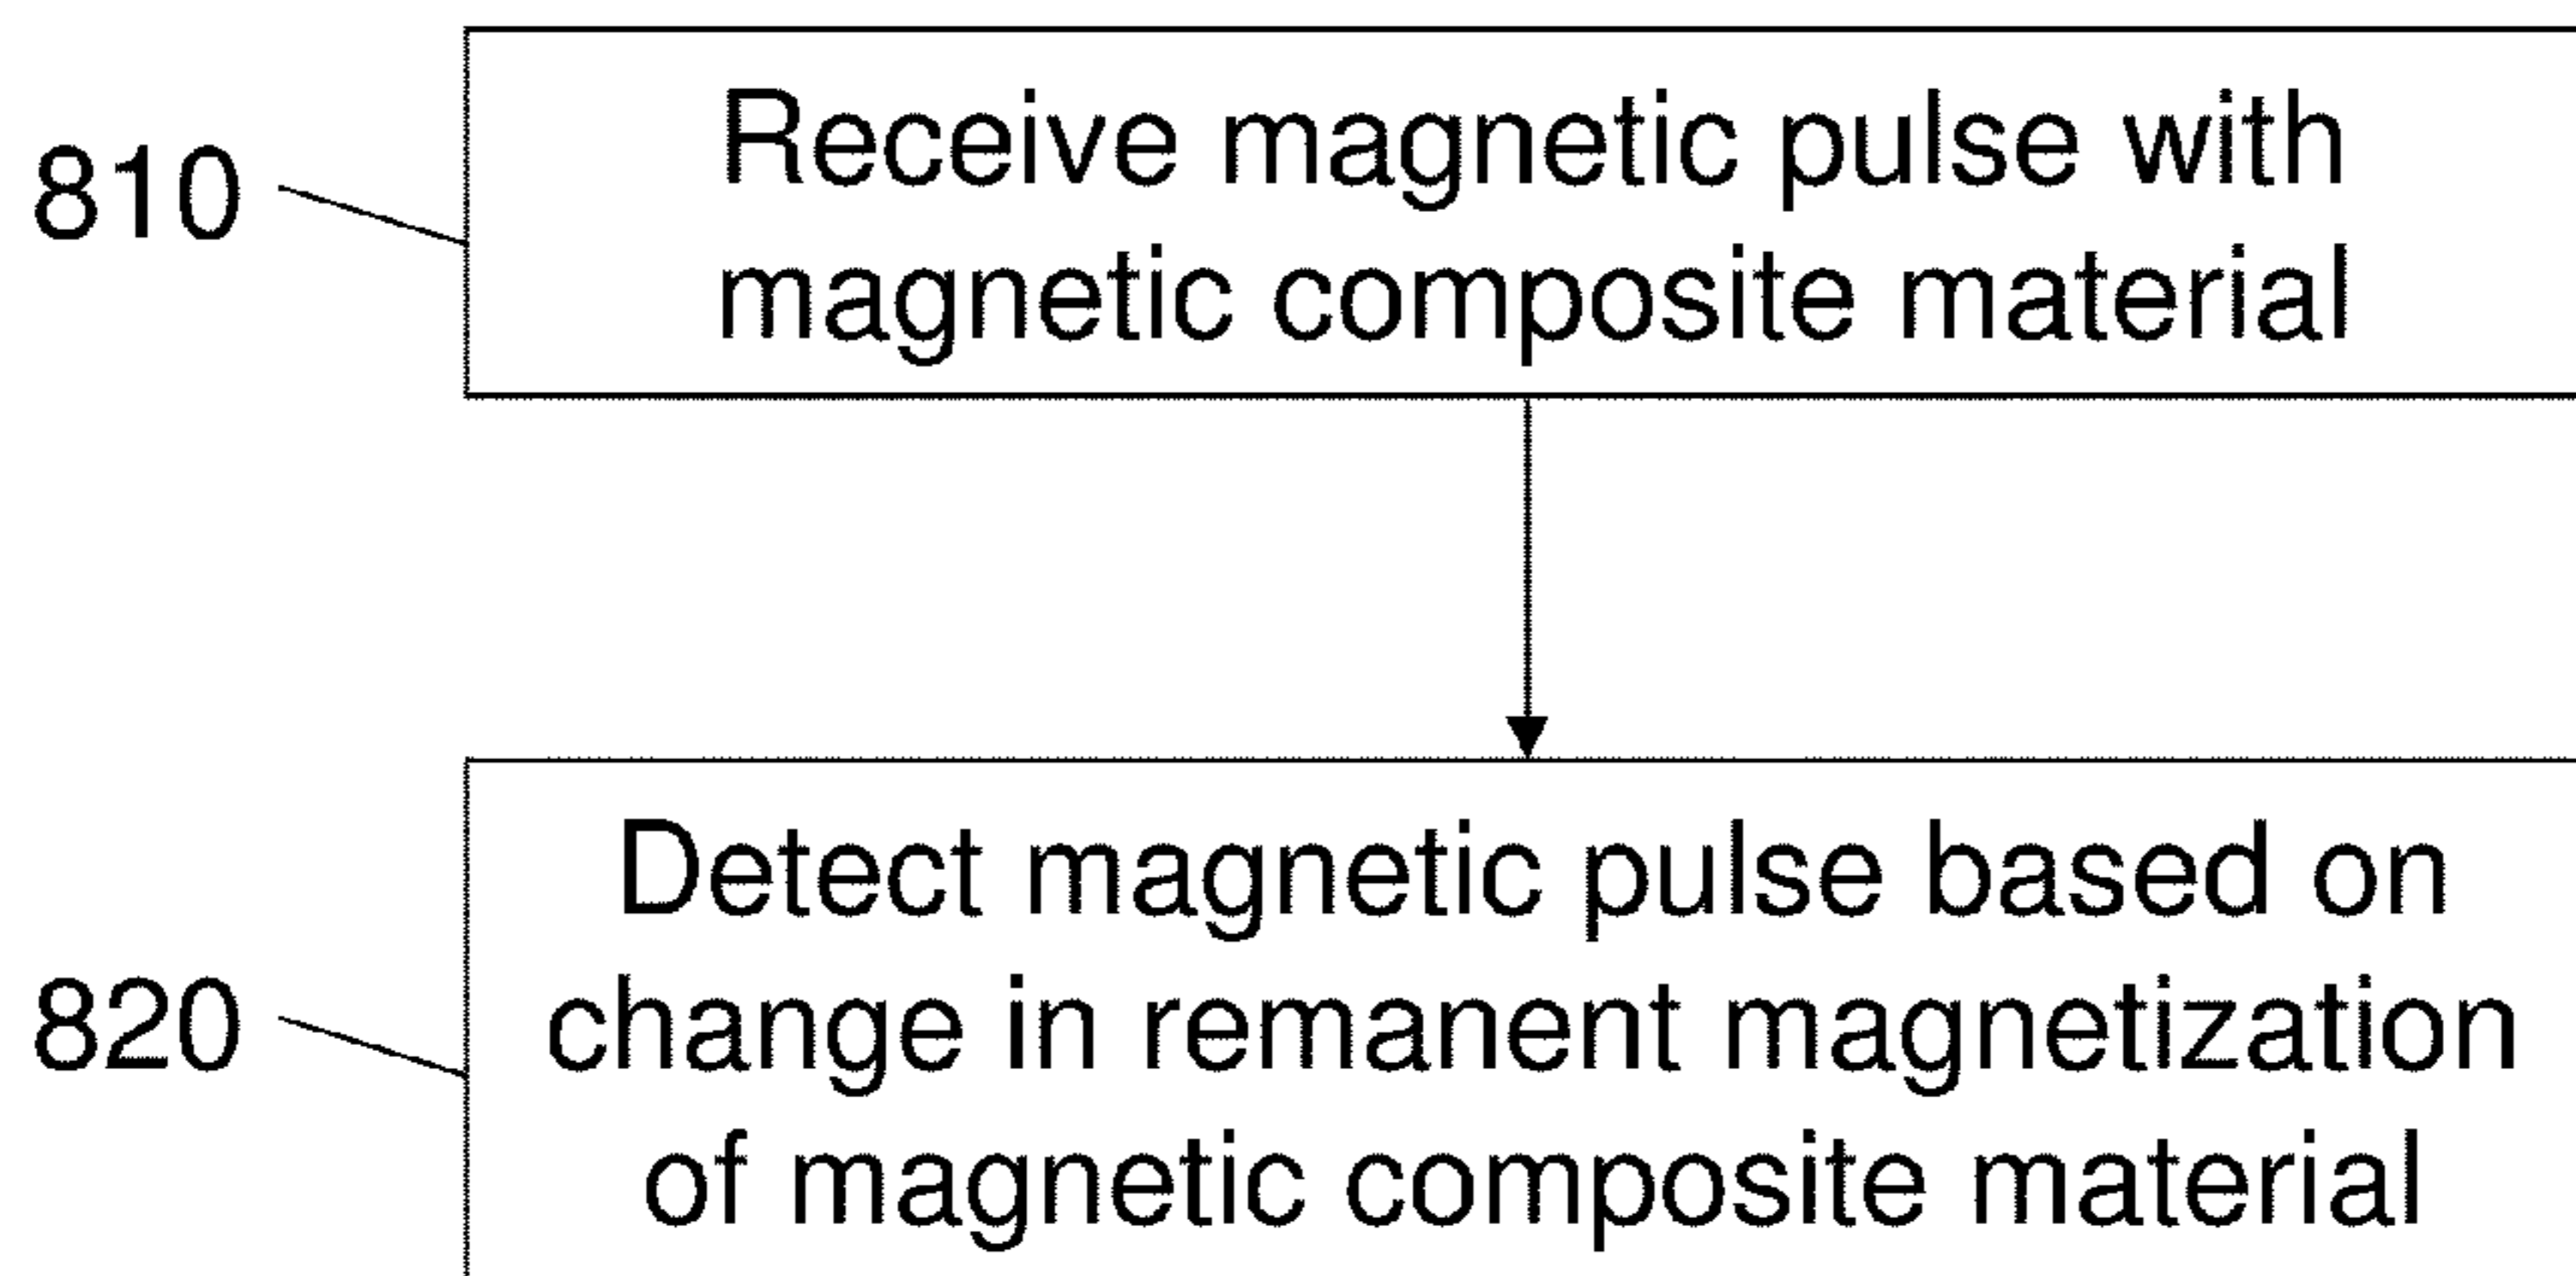 810
Receive magnetic pulse with
magnetic composite material
820
Detect magnetic pulse based on
change in remanent magnetization
of magnetic composite material